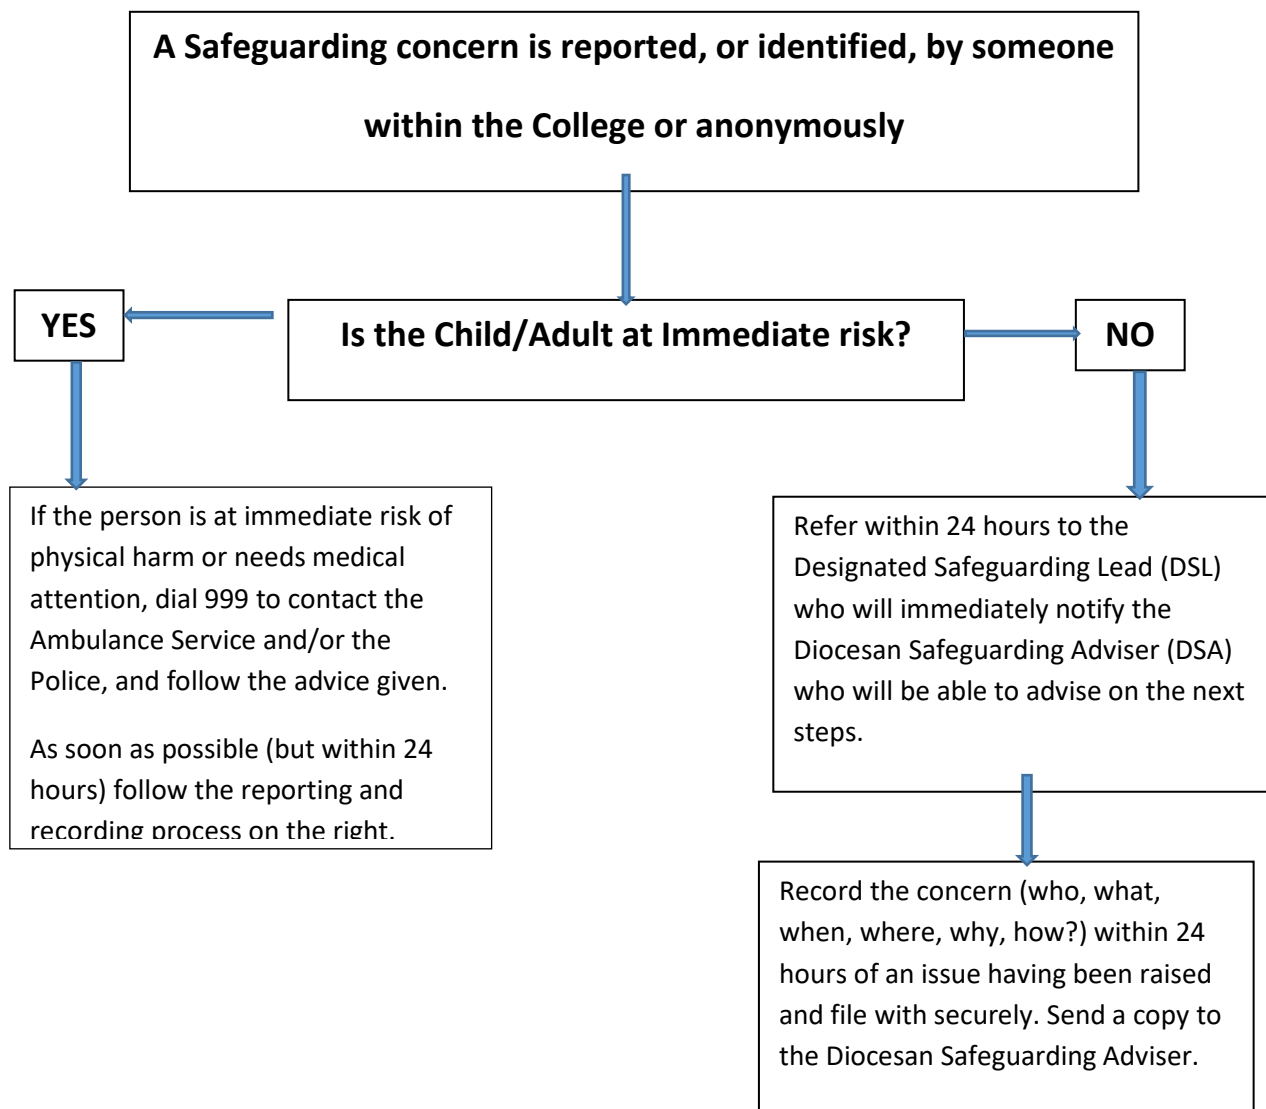 A Safeguarding concern is reported, or identified, by someone
within the College or anonymously
YES
Is the Child/Adult at Immediate risk?
NO
If the person is at immediate risk of
physical harm or needs medical
attention, dial 999 to contact the
Ambulance Service and/or the
Police, and follow the advice given.
As soon as possible (but within 24
hours) follow the reporting and
recording process on the right.
Refer within 24 hours to the
Designated Safeguarding Lead (DSL)
who will immediately notify the
Diocesan Safeguarding Adviser (DSA)
who will be able to advise on the next
steps.
Record the concern (who, what,
when, where, why, how?) within 24
hours of an issue having been raised
and file with securely. Send a copy to
the Diocesan Safeguarding Adviser.